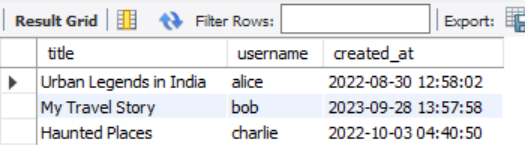 Result Grid Filter Rows: Export:
title username created_at
Urban Legends in India alice 2022-08-30 12:58:02
My Travel Story bob 2023-09-28 13:57:58
Haunted Places charlie 2022-10-03 04:40:50